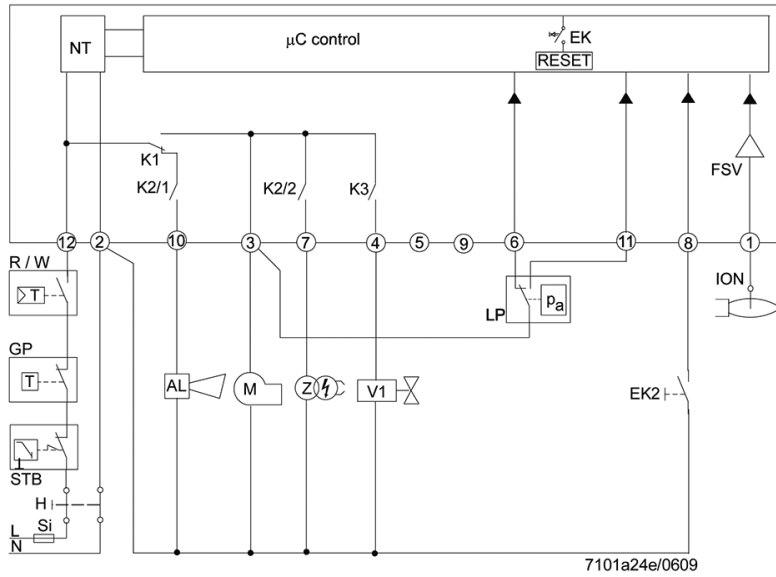 NT
μC control
EK
RESET
FSV
K1
K2/1
K2/2
K3
12 2 10 3 7 4 5 9 6 11 8 1
R / W
T
ION
LP
pa
GP
T
AL
M
Z
V1
EK2
STB
H
L
Si
N
7101a24e/0609